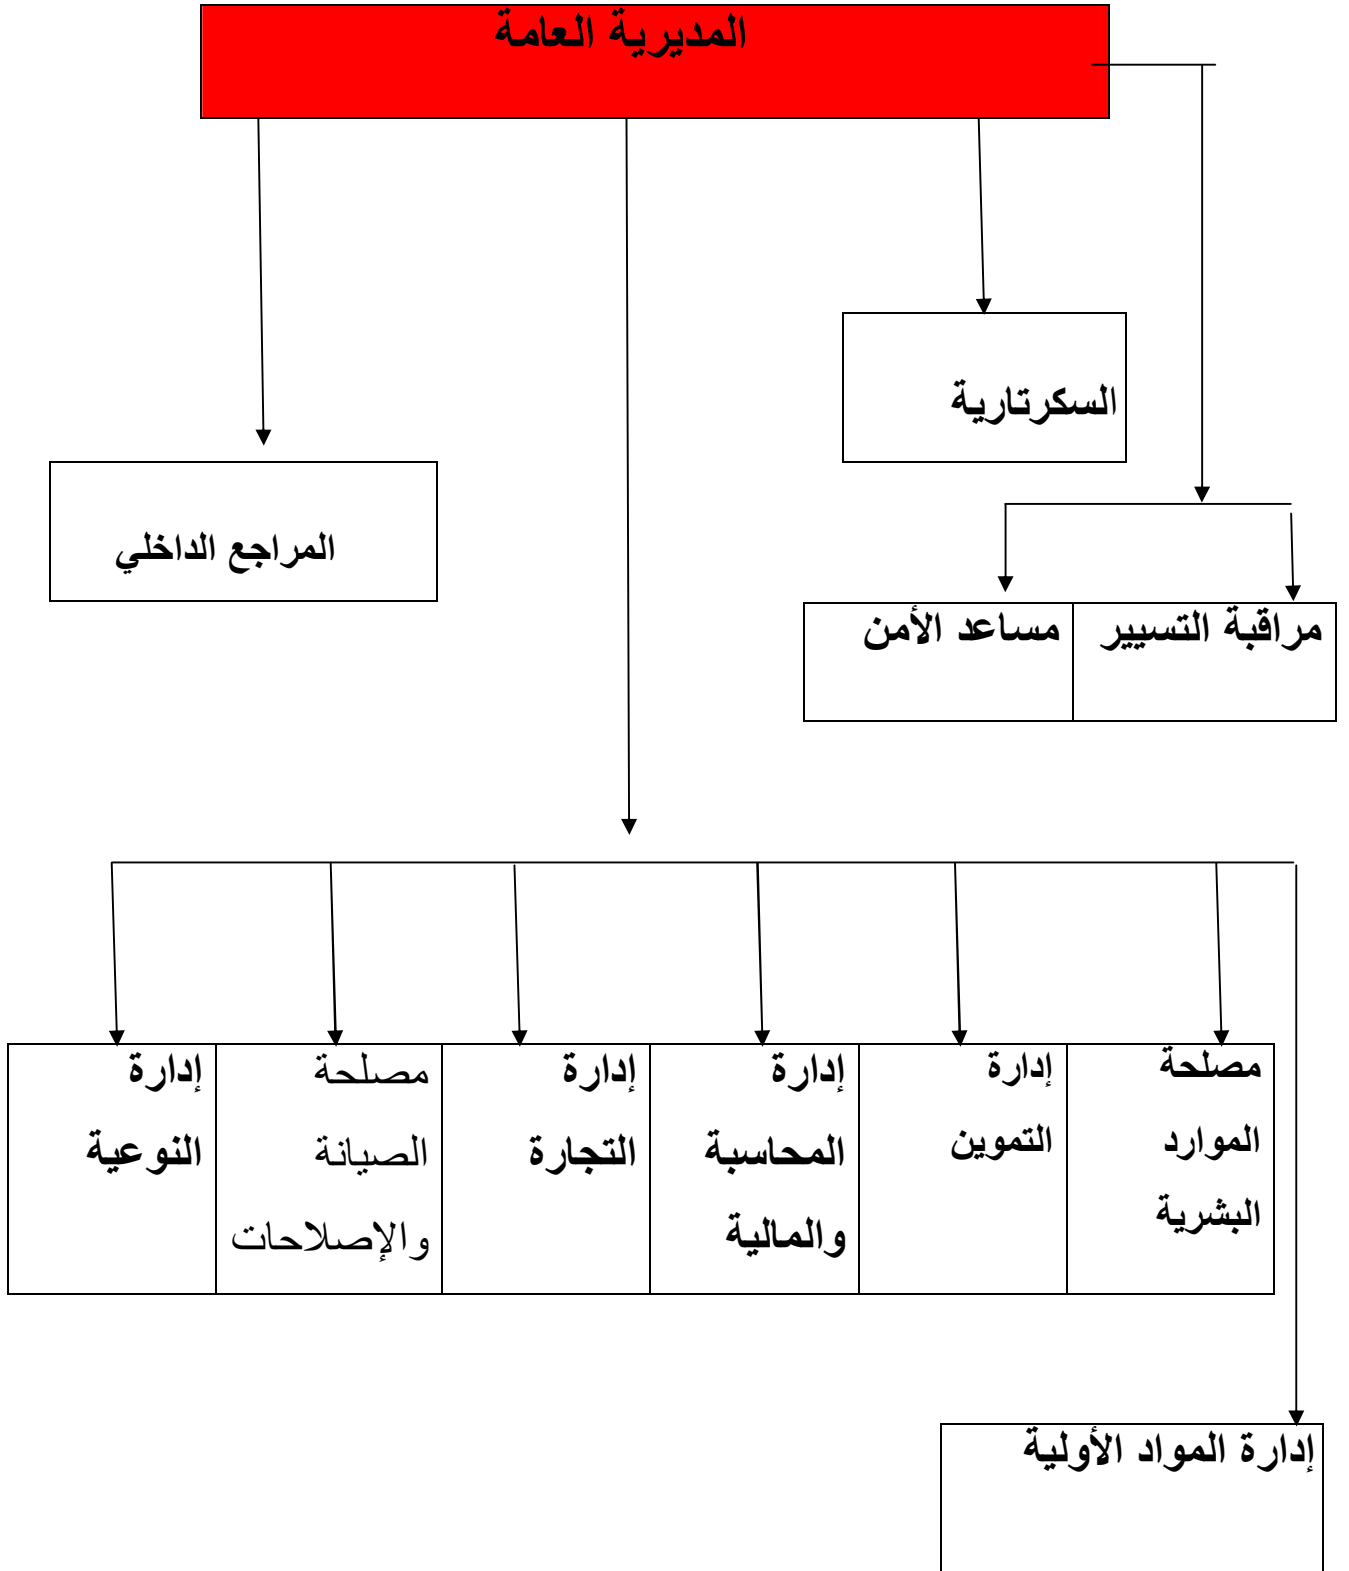 المديرية العامة
السكرتارية
المراجع الداخلي
مراقبة التسيير
مساعد الأمن
مصلحة
الموارد
البشرية
إدارة
التموين
إدارة
المحاسبة
والمالية
إدارة
التجارة
مصلحة
الصيانة
والإصلاحات
إدارة
النوعية
إدارة المواد الأولية